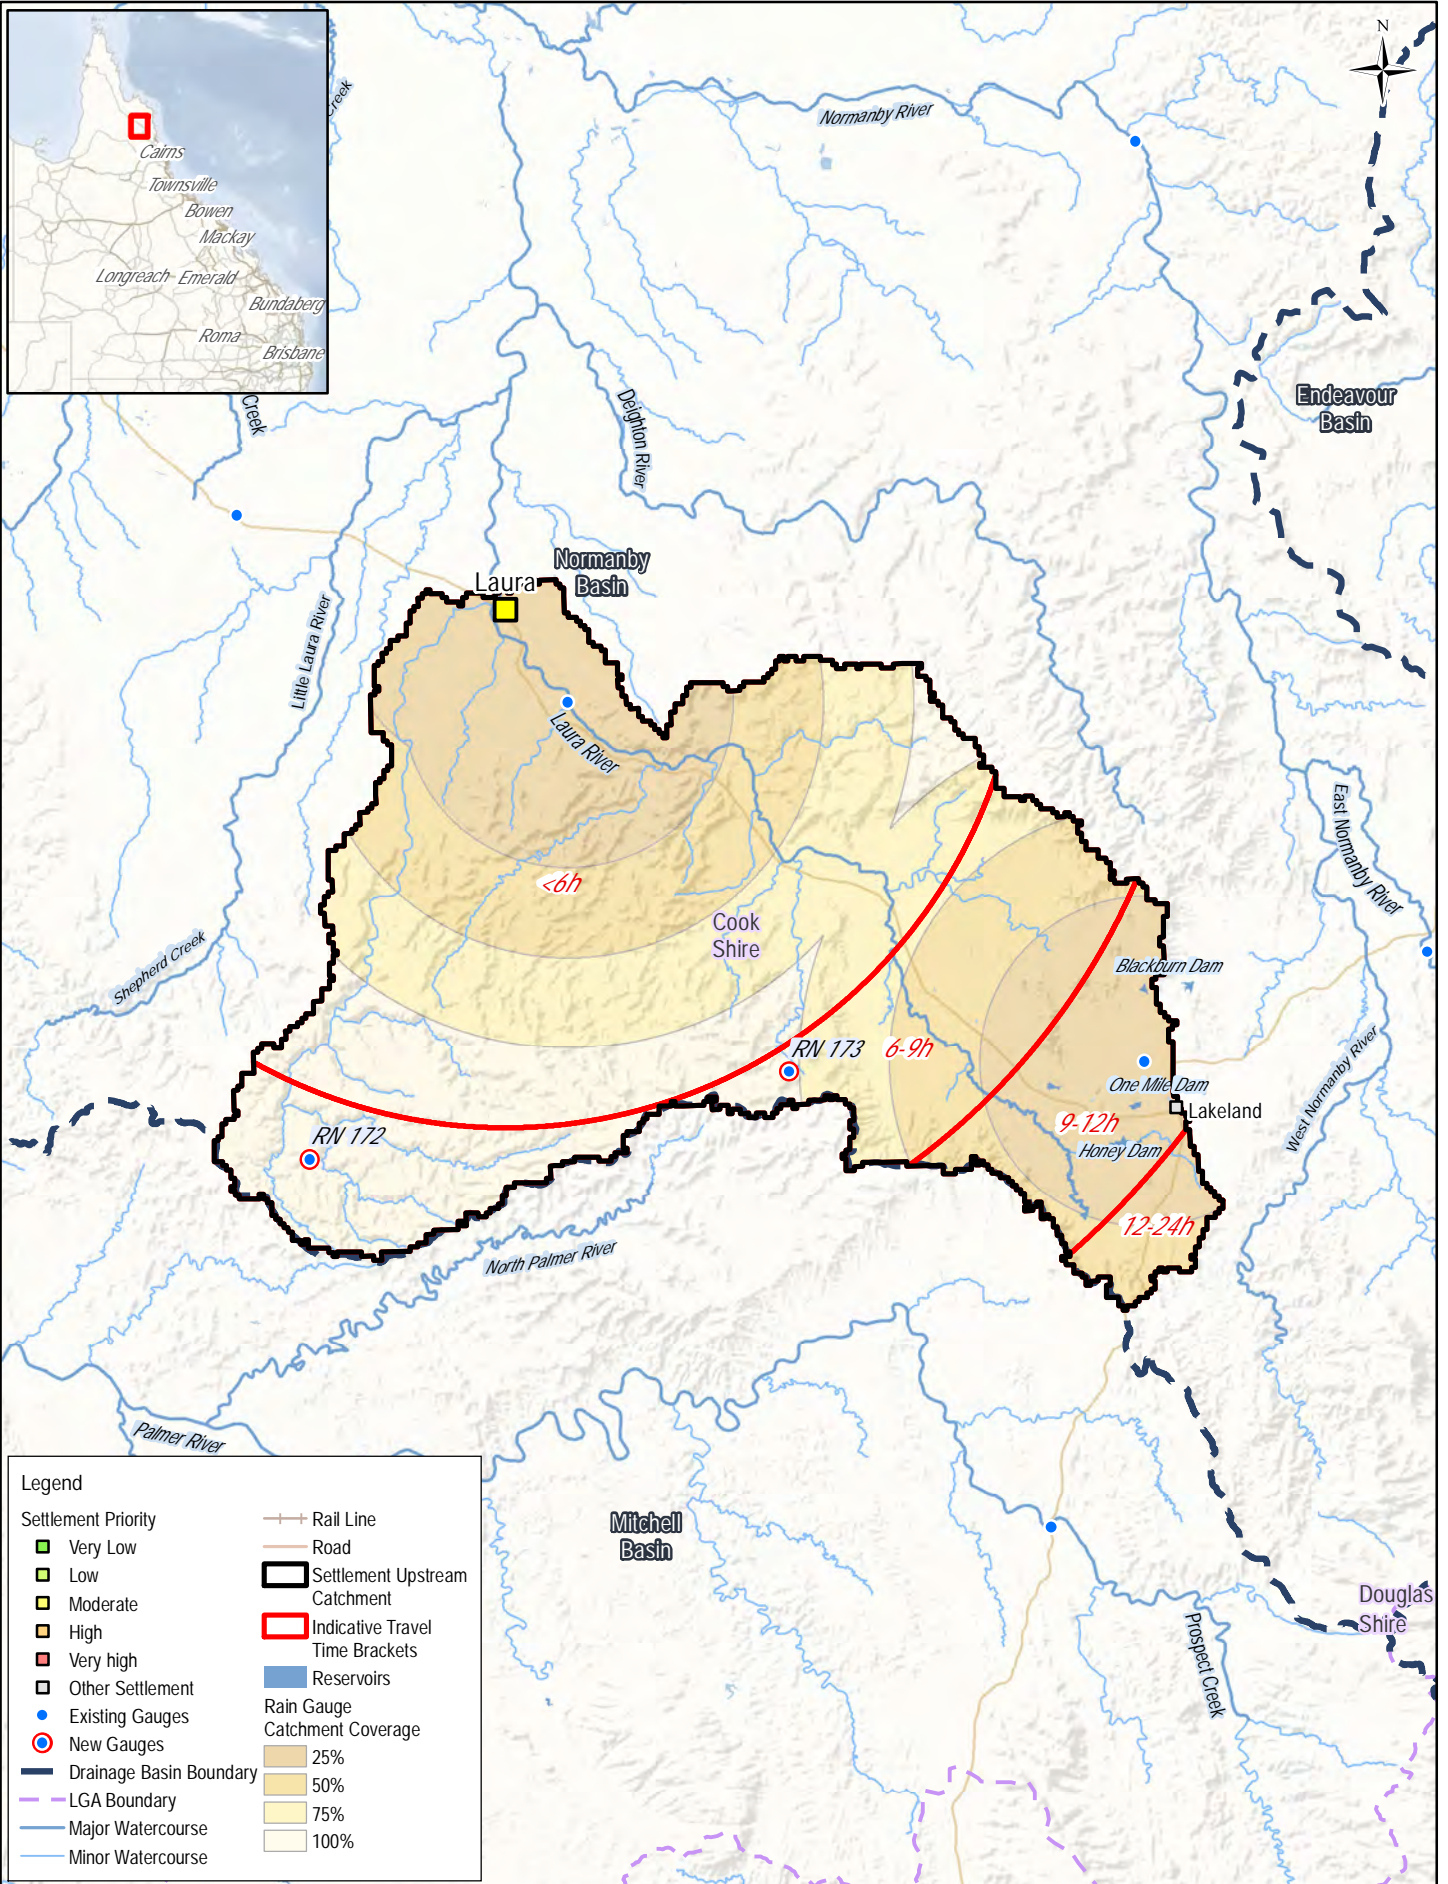 N
Creek
Normanby River
Cairns
Townsville
Bowen
Mackay
Longreach
Emerald
Bundaberg
Roma
Brisbane
Creek
Deighton River
Endeavour
Basin
Normanby
Basin
Laura
Little Laura River
Laura River
East Normanby River
<6h
Cook
Shire
Shepherd Creek
Blackburn Dam
RN 173
6-9h
One Mile Dam
Lakeland
West Normanby River
9-12h
Honey Dam
RN 172
12-24h
North Palmer River
Palmer River
Mitchell
Basin
Douglas
Shire
Prospect Creek
Legend
Settlement Priority
Very Low
Low
Moderate
High
Very high
Other Settlement
Existing Gauges
New Gauges
Drainage Basin Boundary
LGA Boundary
Major Watercourse
Minor Watercourse
Rail Line
Road
Settlement Upstream
Catchment
Indicative Travel
Time Brackets
Reservoirs
Rain Gauge
Catchment Coverage
25%
50%
75%
100%